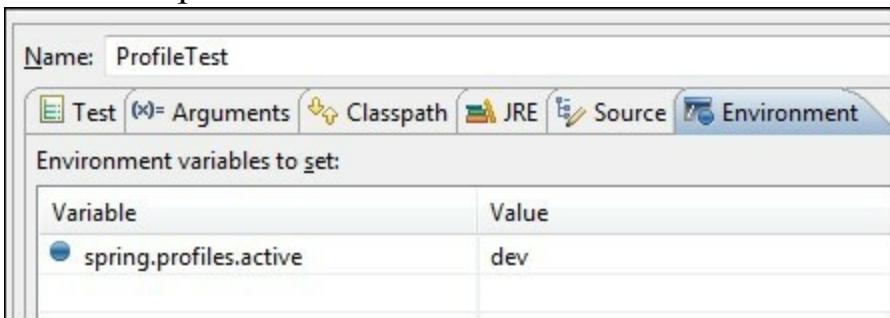 Name: ProfileTest
Test (x)= Arguments Classpath JRE Source Environment
Environment variables to set:
Variable Value
spring.profiles.active dev